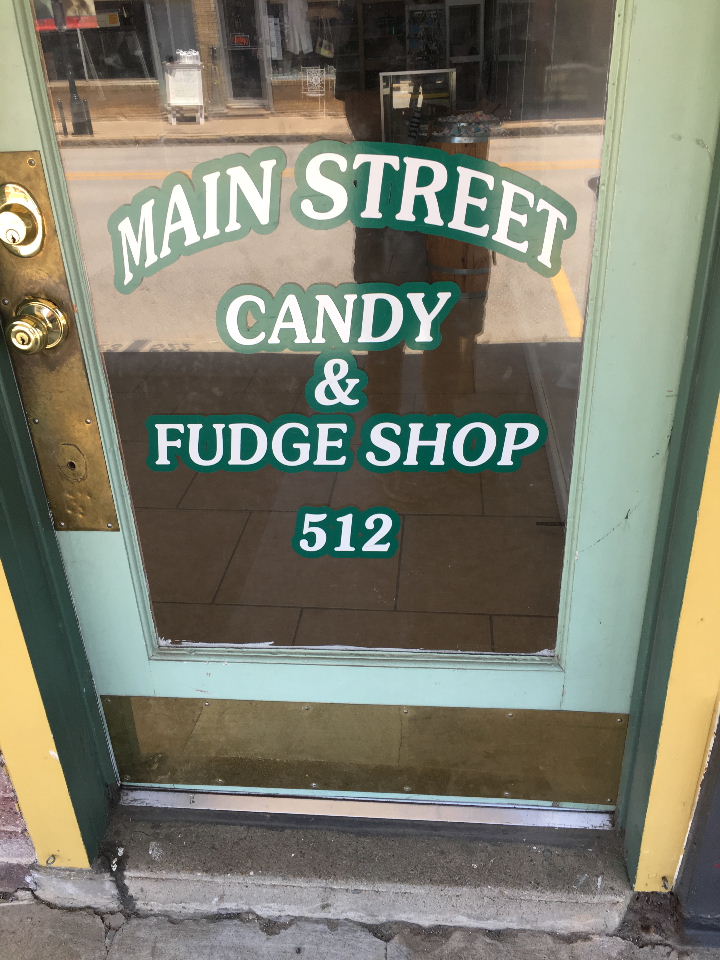 MAIN STREET
CANDY
&
FUDGE SHOP
512